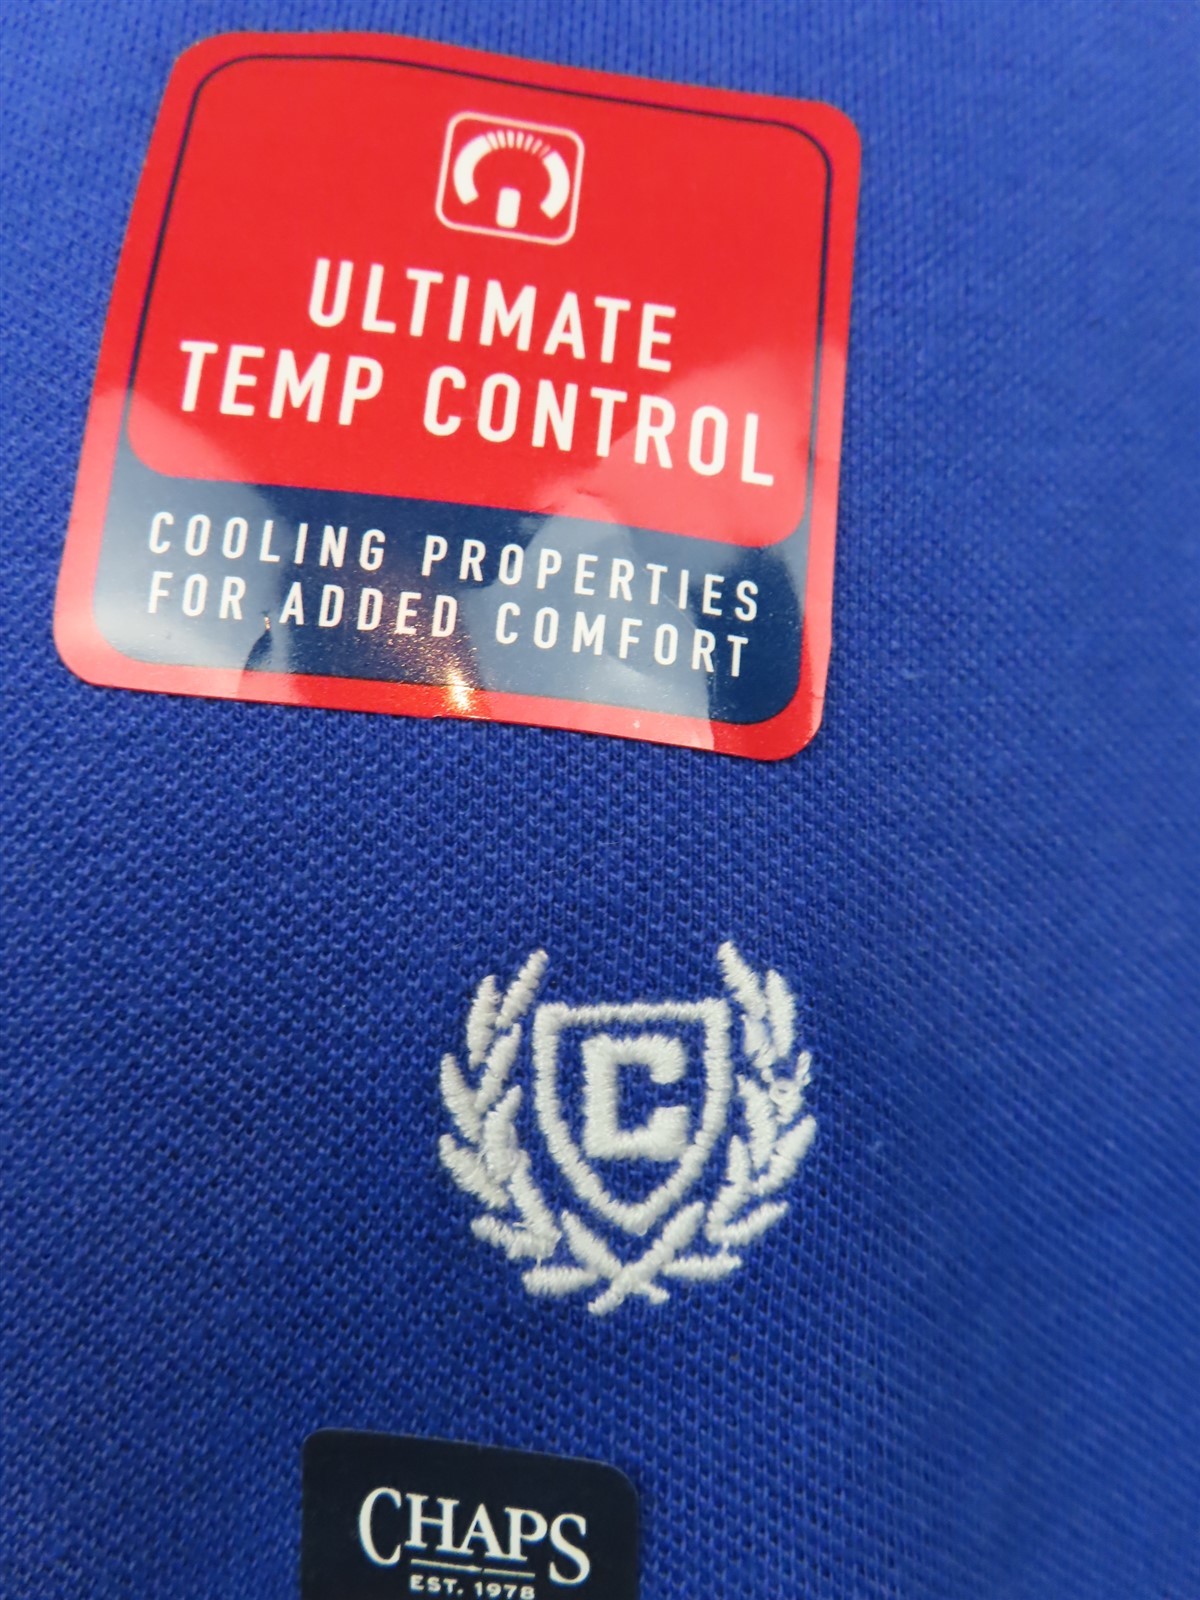 ULTIMATE
TEMP CONTROL
COOLING PROPERTIES
FOR ADDED COMFORT
C
CHAPS
EST. 1978